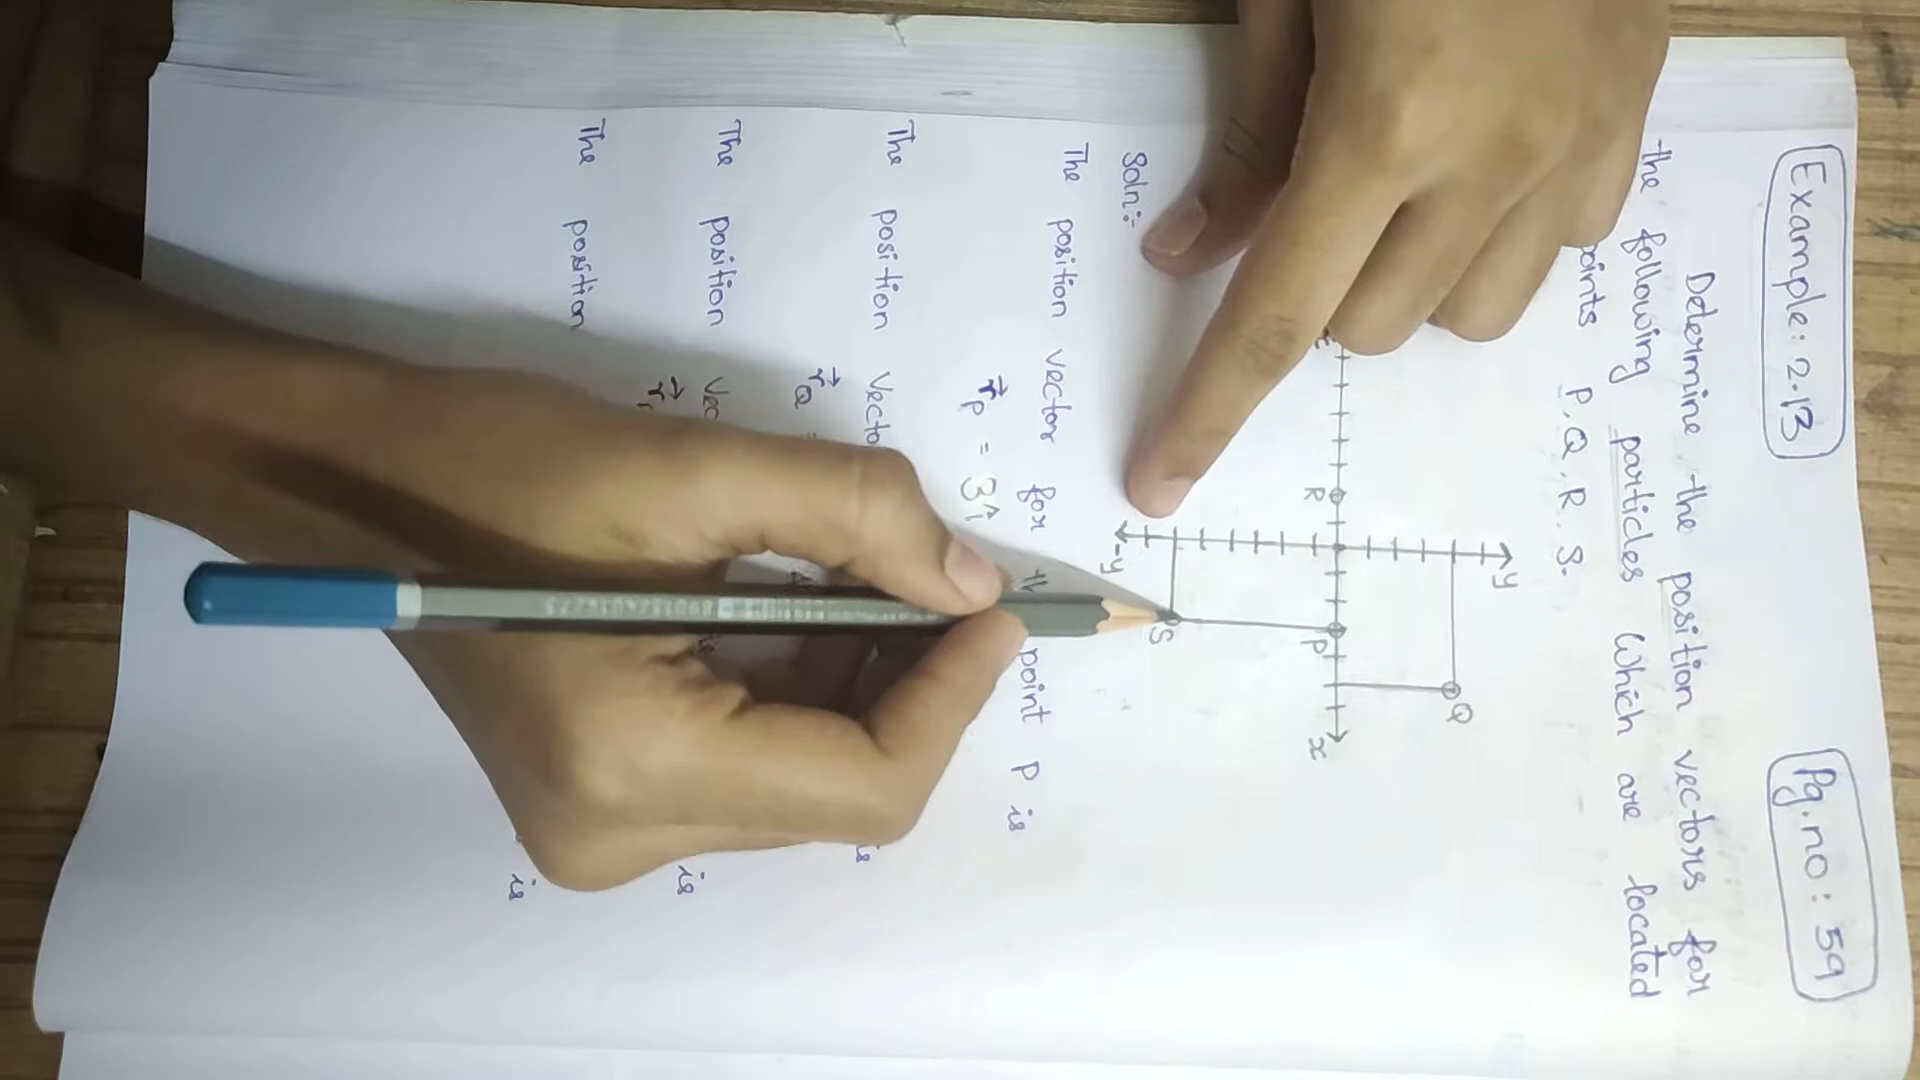 Example: 2.13
Pg.no: 59
Determine the position vectors for
the following particles which are located
points P, Q, R, S.
y
Q
R
P
x
S
-y
Soln:-
The position vector for point P is
r⃗P = 3î
The position is
r⃗Q =
The position is
The position is